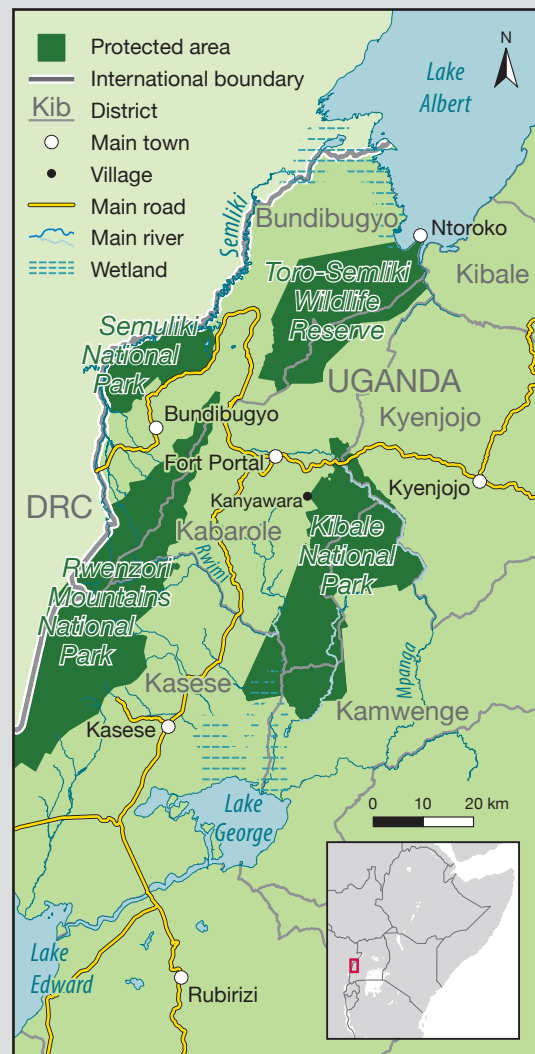 Protected area
International boundary
Kib District
Main town
Village
Main road
Main river
Wetland
N
Lake
Albert
Semliki
Bundibugyo
Ntoroko
Kibale
Toro-Semliki
Wildlife
Reserve
Semuliki
National
Park
UGANDA
Kyenjojo
Bundibugyo
Fort Portal
Kyenjojo
Kanyawara
DRC
Kabarole
Kibale
National
Park
Rwimi
Rwenzori
Mountains
National
Park
Mpanga
Kasese
Kamwenge
Kasese
Lake
George
0 10 20 km
Lake
Edward
Rubirizi